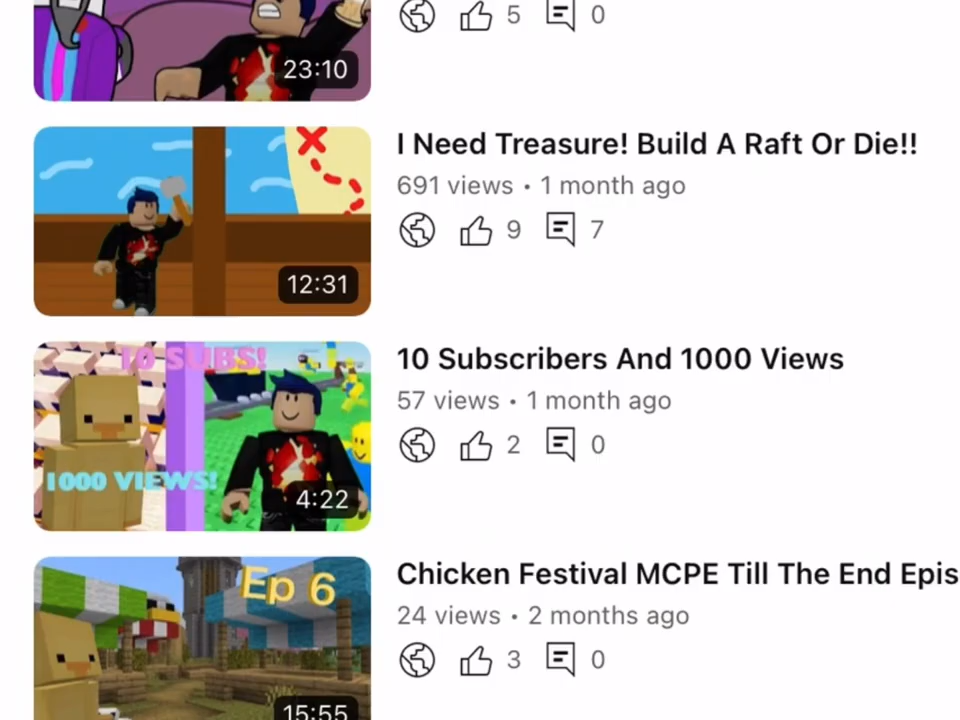 5 0
23:10
I Need Treasure! Build A Raft Or Die!!
691 views • 1 month ago
9 7
12:31
10 SUBS!
10 Subscribers And 1000 Views
57 views • 1 month ago
2 0
1000 VIEWS!
4:22
Ep 6
Chicken Festival MCPE Till The End Epis
24 views • 2 months ago
3 0
15:55